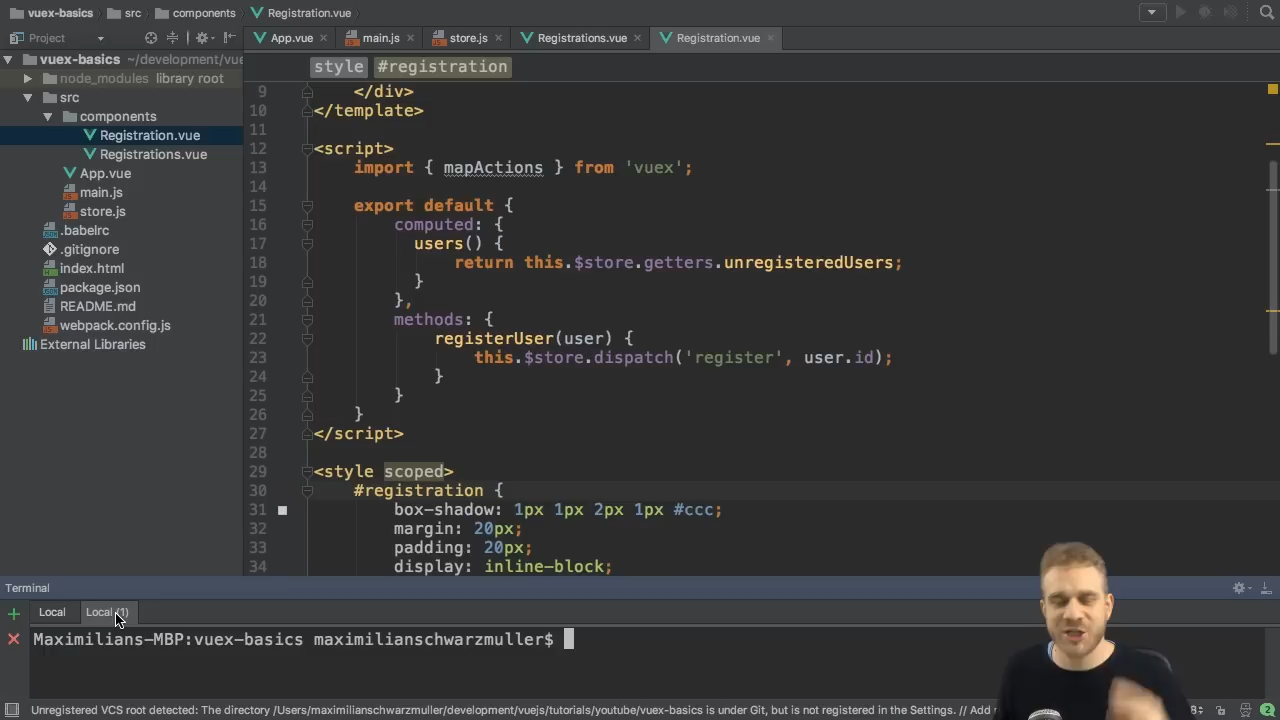 vuex-basics src components Registration.vue
Project App.vue main.js store.js Registrations.vue Registration.vue
vuex-basics ~/development/vue
node_modules library root
src
components
Registration.vue
Registrations.vue
App.vue
main.js
store.js
.babelrc
.gitignore
index.html
package.json
README.md
webpack.config.js
External Libraries
style #registration
9 </div>
10 </template>
11
12 <script>
13 import { mapActions } from 'vuex';
14
15 export default {
16 computed: {
17 users() {
18 return this.$store.getters.unregisteredUsers;
19 }
20 },
21 methods: {
22 registerUser(user) {
23 this.$store.dispatch('register', user.id);
24 }
25 }
26 }
27 </script>
28
29 <style scoped>
30 #registration {
31 box-shadow: 1px 1px 2px 1px #ccc;
32 margin: 20px;
33 padding: 20px;
34 display: inline-block;
Terminal
Local Local (1)
Maximilians-MBP:vuex-basics maximilianschwarzmuller$
Unregistered VCS root detected: The directory /Users/maximilianschwarzmuller/development/vuejs/tutorials/youtube/vuex-basics is under Git, but is not registered in the Settings. // Add 2